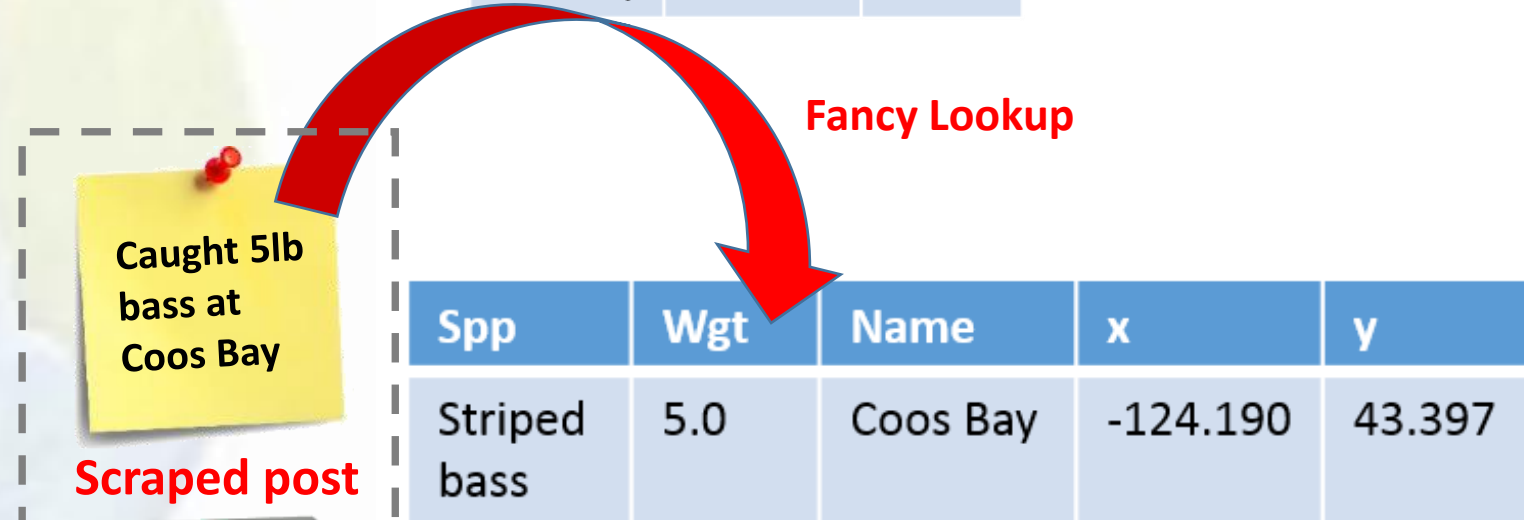 Fancy Lookup
Caught 5lb
bass at
Coos Bay
Scraped post
Spp Wgt Name x y
Striped bass 5.0 Coos Bay -124.190 43.397